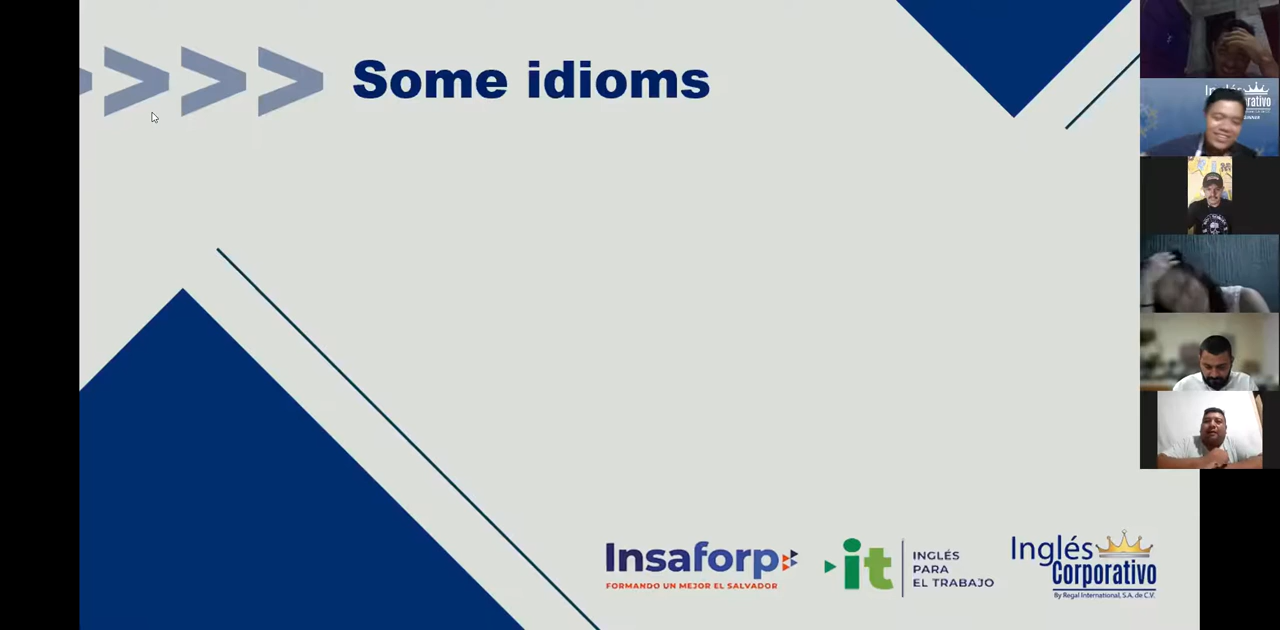 Some idioms
Insaforp
FORMANDO UN MEJOR EL SALVADOR
it
INGLÉS
PARA
EL TRABAJO
Inglés
Corporativo
By Regal International, S.A. de C.V.